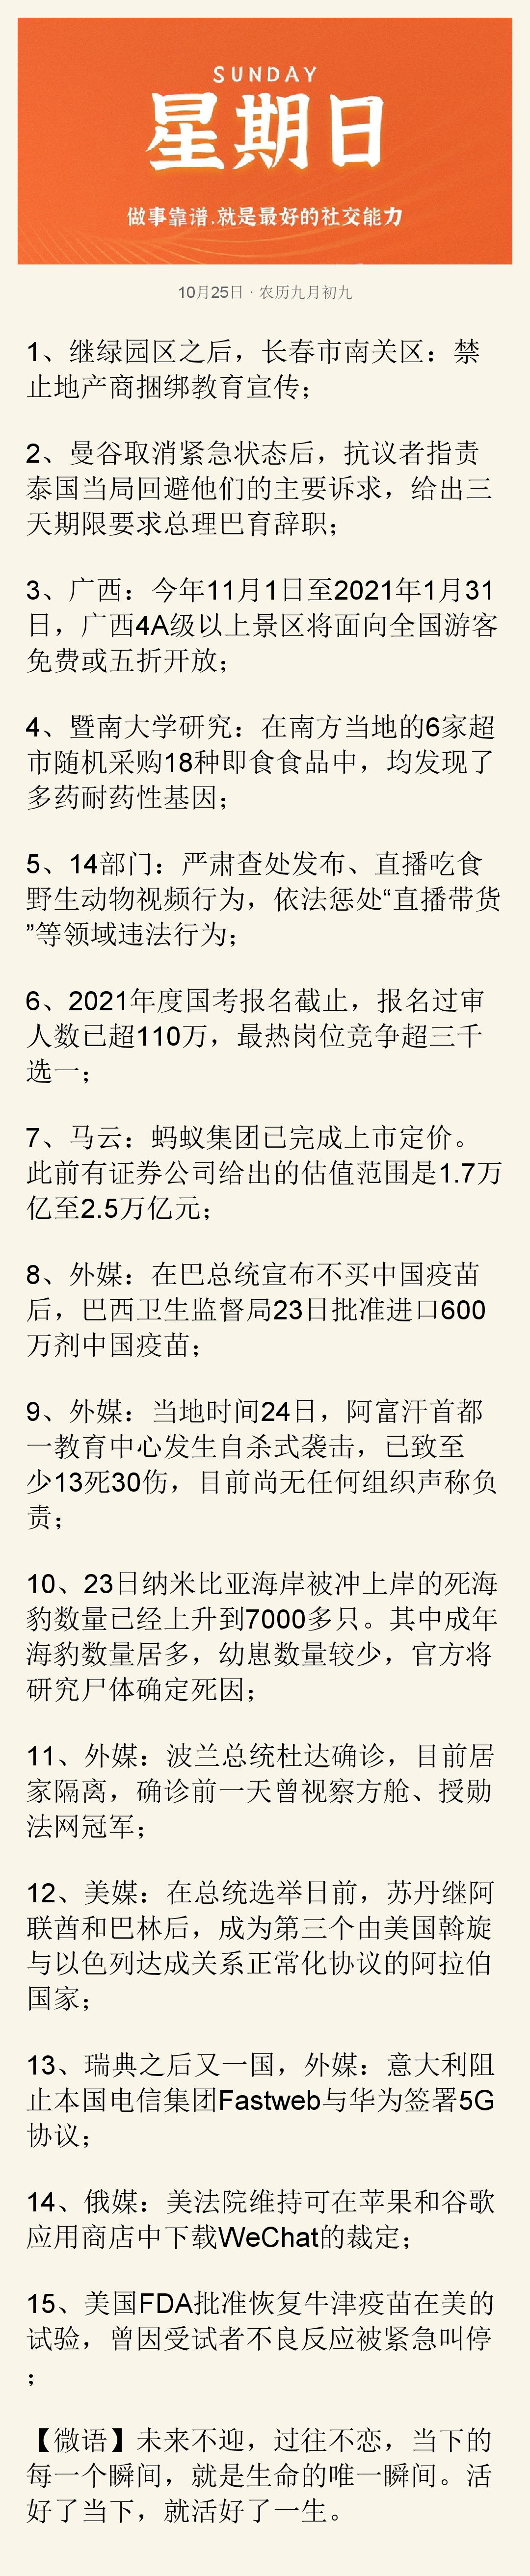 SUNDAY
星期日
做事靠谱,就是最好的社交能力
10月25日 · 农历九月初九
1、继绿园区之后，长春市南关区：禁
止地产商捆绑教育宣传；
2、曼谷取消紧急状态后，抗议者指责
泰国当局回避他们的主要诉求，给出三
天期限要求总理巴育辞职；
3、广西：今年11月1日至2021年1月31
日，广西4A级以上景区将面向全国游客
免费或五折开放；
4、暨南大学研究：在南方当地的6家超
市随机采购18种即食食品中，均发现了
多药耐药性基因；
5、14部门：严肃查处发布、直播吃食
野生动物视频行为，依法惩处“直播带货
”等领域违法行为；
6、2021年度国考报名截止，报名过审
人数已超110万，最热岗位竞争超三千
选一；
7、马云：蚂蚁集团已完成上市定价。
此前有证券公司给出的估值范围是1.7万
亿至2.5万亿元；
8、外媒：在巴总统宣布不买中国疫苗
后，巴西卫生监督局23日批准进口600
万剂中国疫苗；
9、外媒：当地时间24日，阿富汗首都
一教育中心发生自杀式袭击，已致至
少13死30伤，目前尚无任何组织声称负
责；
10、23日纳米比亚海岸被冲上岸的死海
豹数量已经上升到7000多只。其中成年
海豹数量居多，幼崽数量较少，官方将
研究尸体确定死因；
11、外媒：波兰总统杜达确诊，目前居
家隔离，确诊前一天曾视察方舱、授勋
法网冠军；
12、美媒：在总统选举日前，苏丹继阿
联酋和巴林后，成为第三个由美国斡旋
与以色列达成关系正常化协议的阿拉伯
国家；
13、瑞典之后又一国，外媒：意大利阻
止本国电信集团Fastweb与华为签署5G
协议；
14、俄媒：美法院维持可在苹果和谷歌
应用商店中下载WeChat的裁定；
15、美国FDA批准恢复牛津疫苗在美的
试验，曾因受试者不良反应被紧急叫停
；
【微语】未来不迎，过往不恋，当下的
每一个瞬间，就是生命的唯一瞬间。活
好了当下，就活好了一生。